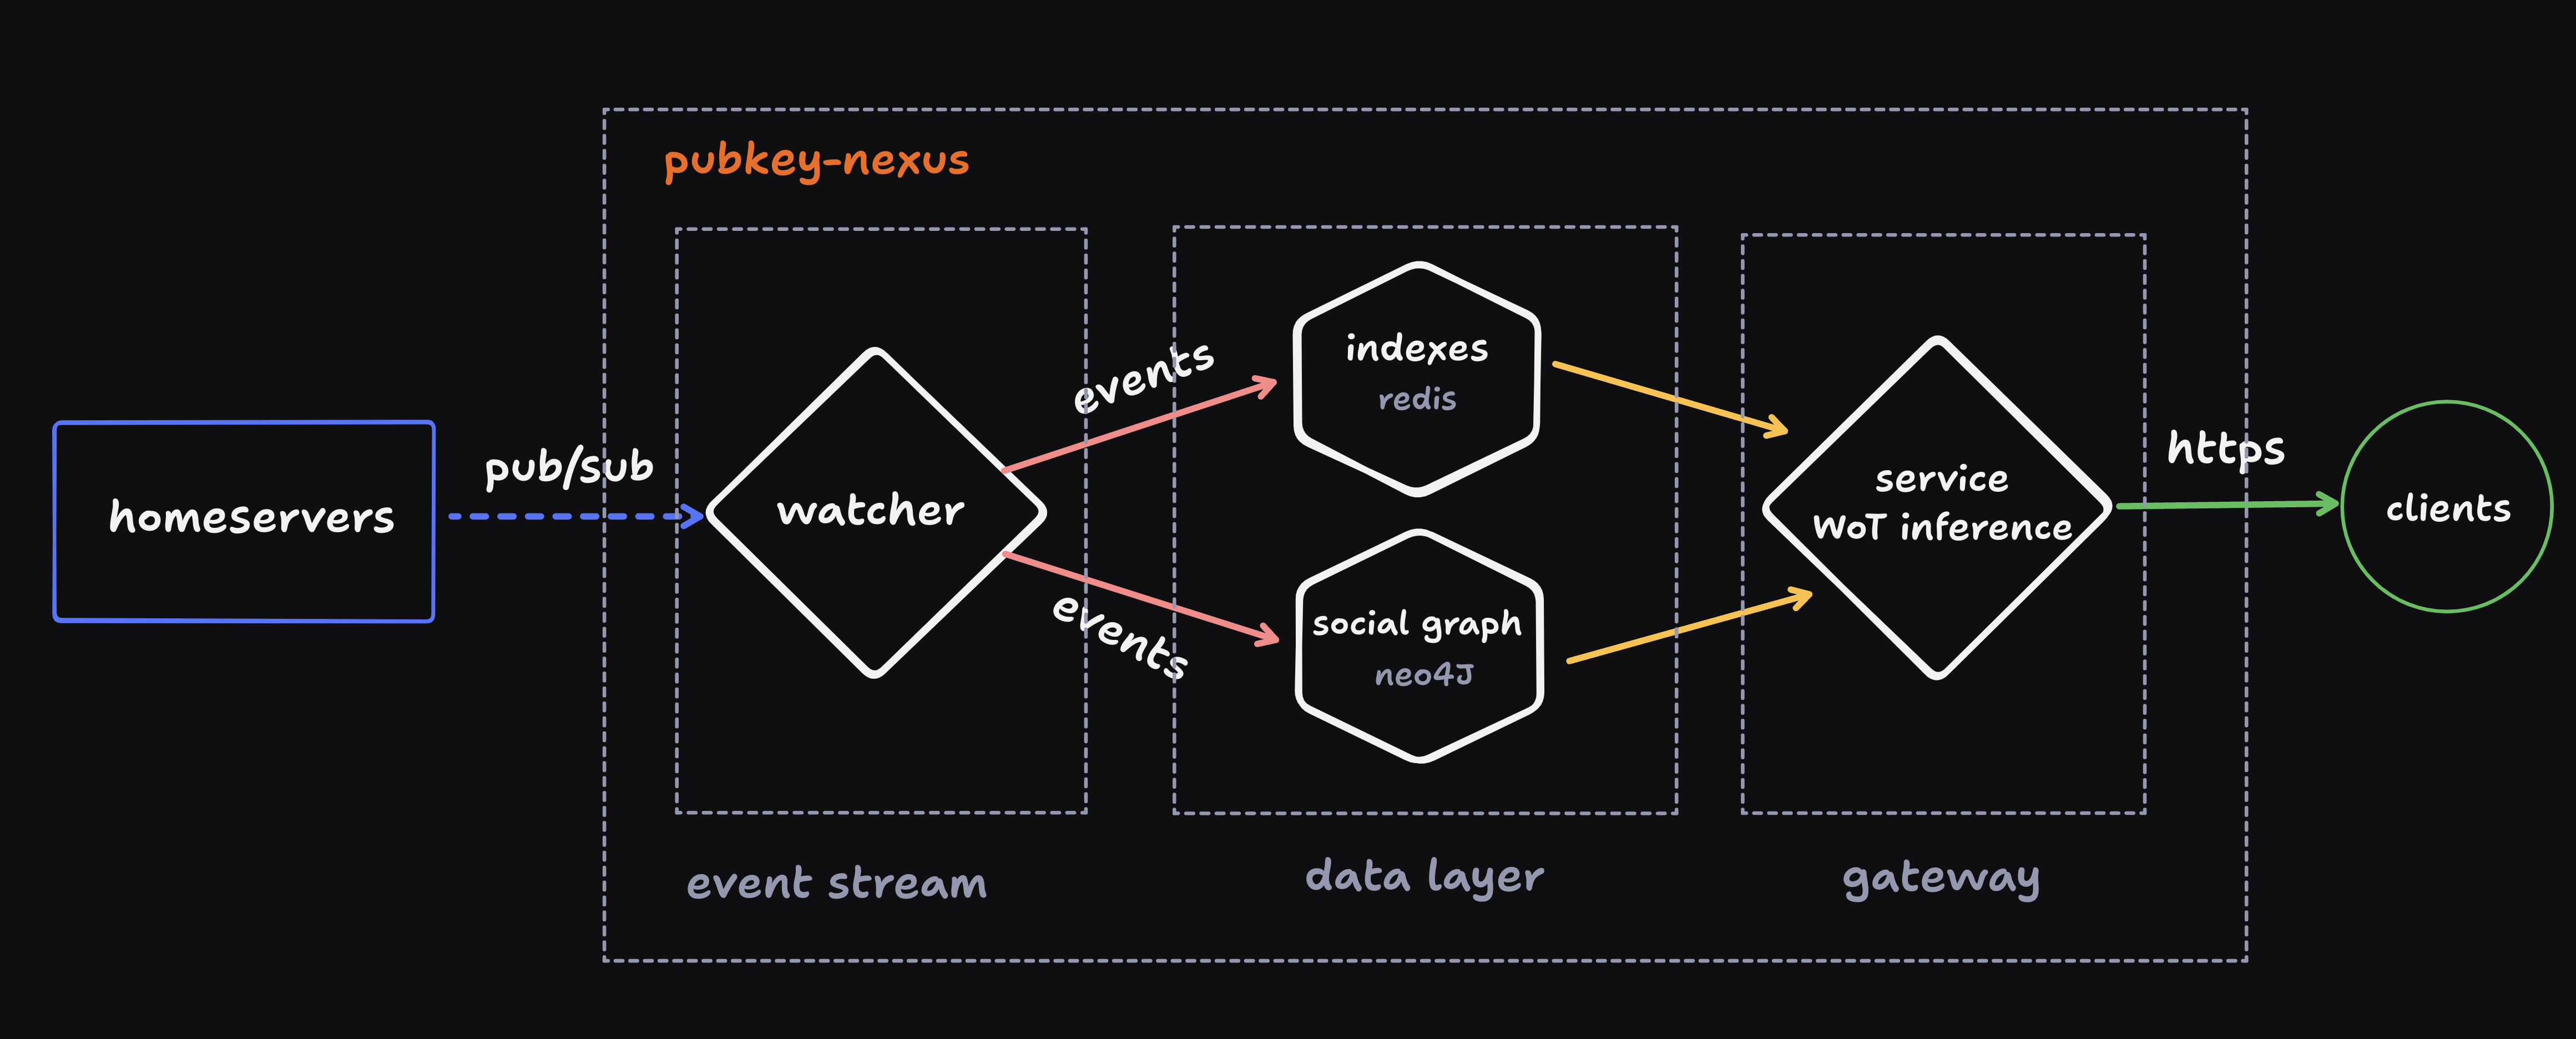 pubkey-nexus
homeservers
pub/sub
watcher
events
events
indexes
redis
social graph
neo4J
service
WoT inference
https
clients
event stream
data layer
gateway